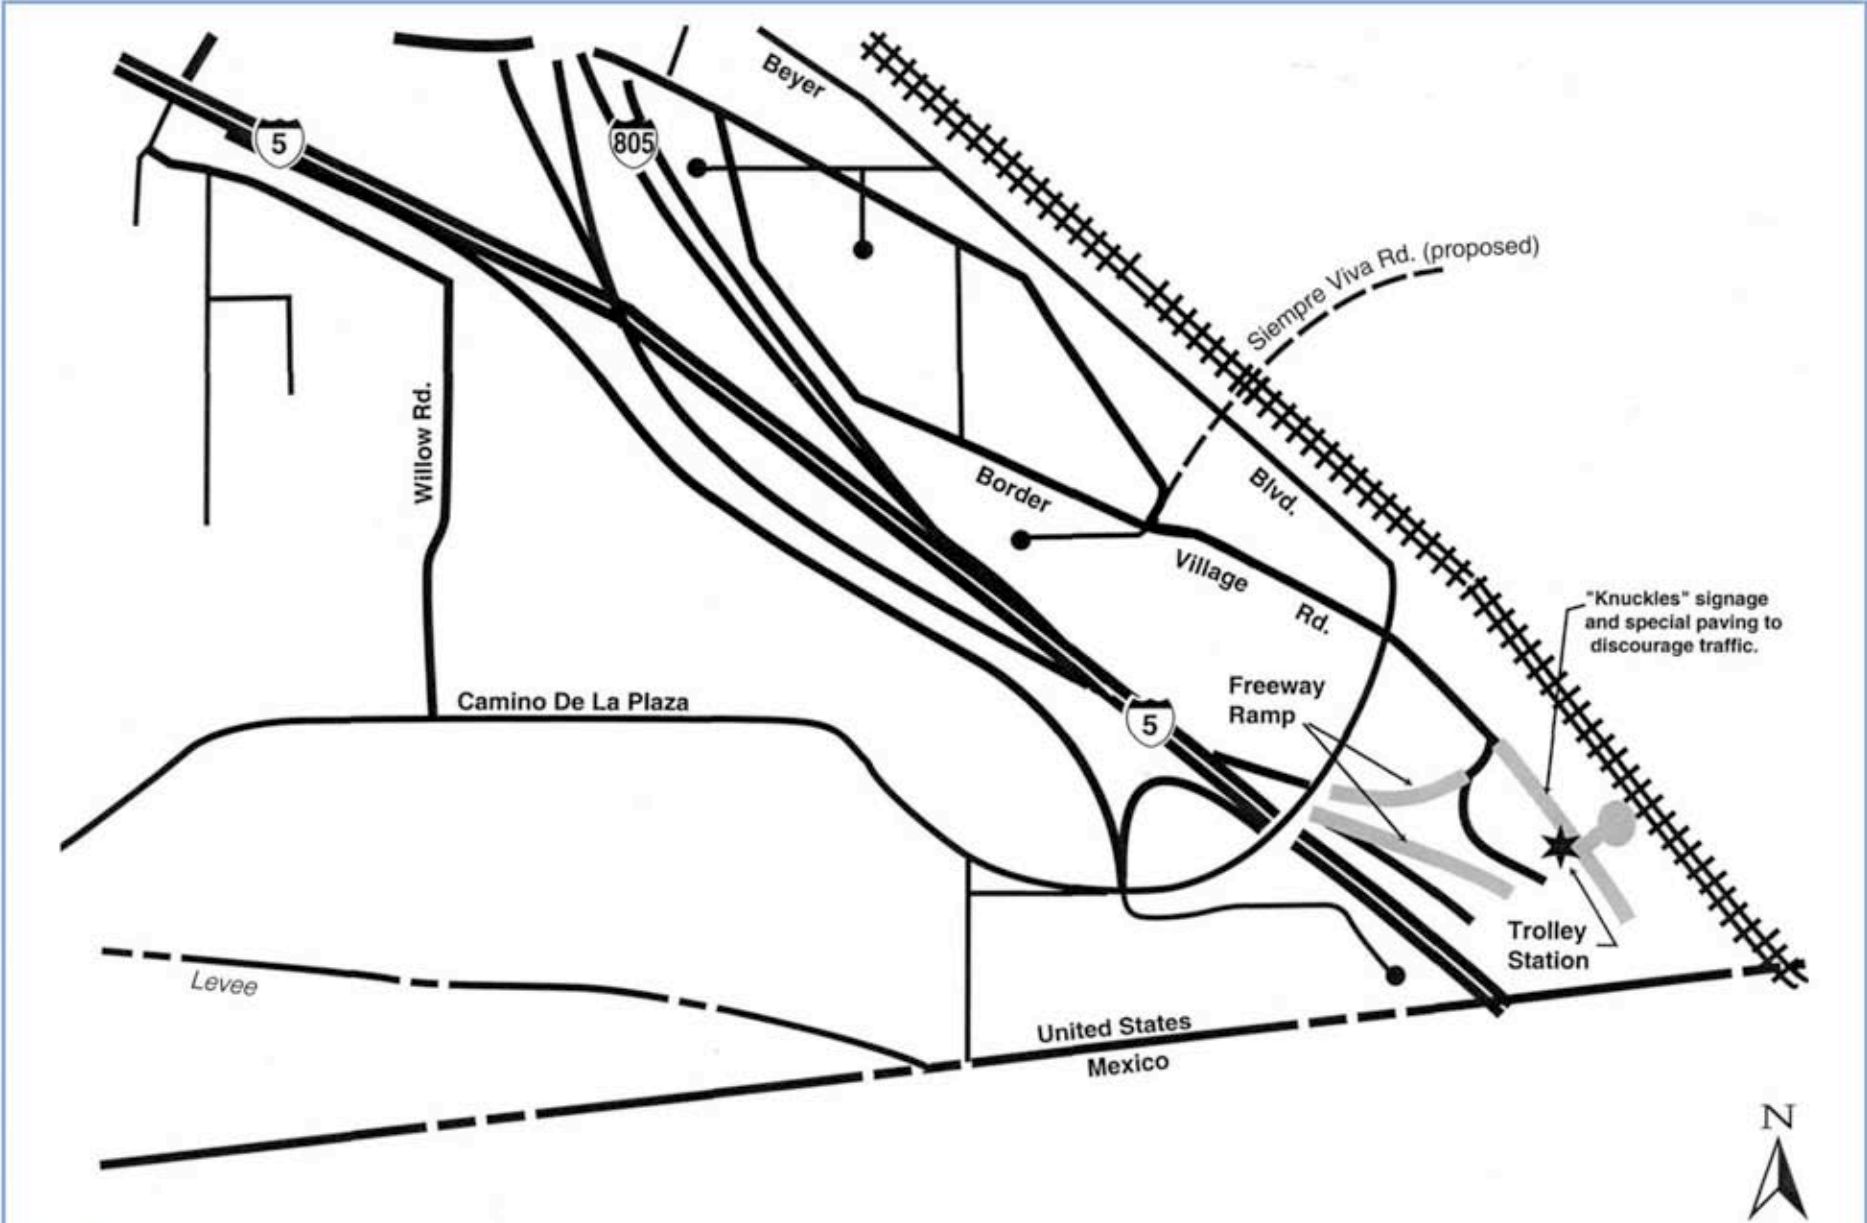 Beyer
5
805
Siempre Viva Rd. (proposed)
Willow Rd.
Border
Blvd.
Village
Rd.
"Knuckles" signage
and special paving to
discourage traffic.
Freeway
Ramp
Camino De La Plaza
5
Trolley
Station
Levee
United States
Mexico
N